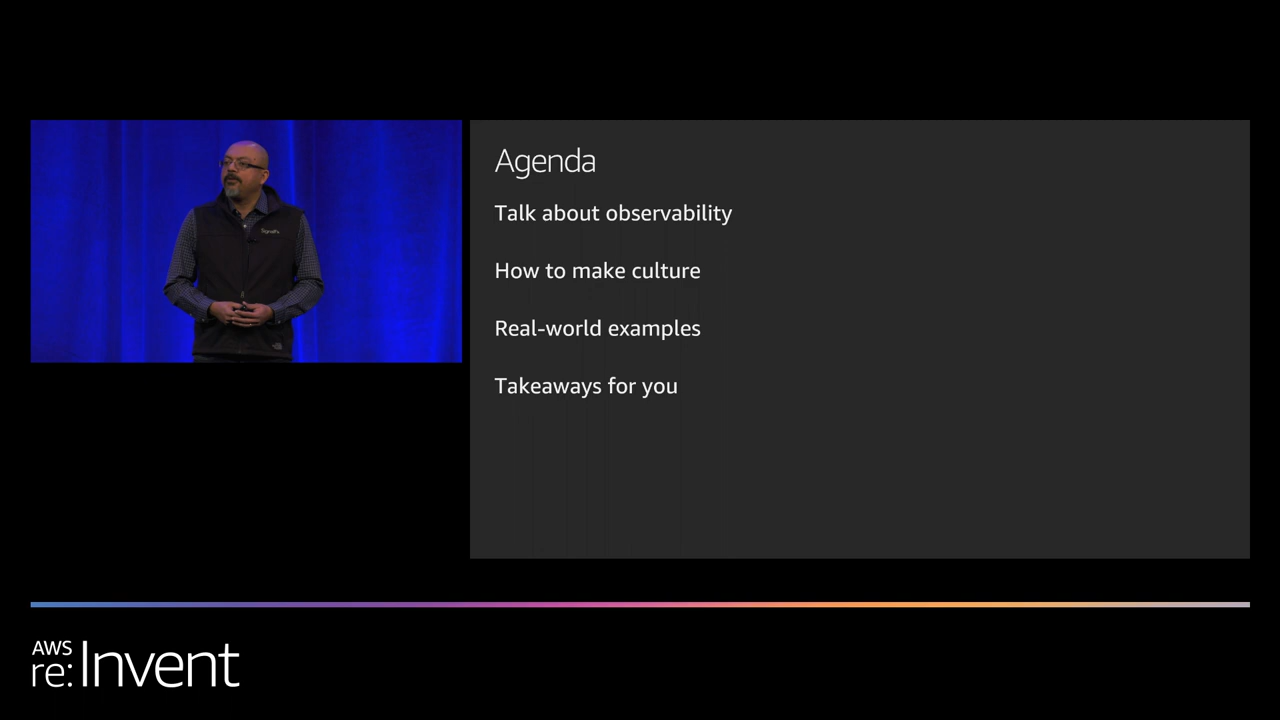 Agenda
Talk about observability
How to make culture
Real-world examples
Takeaways for you
AWS
re:Invent